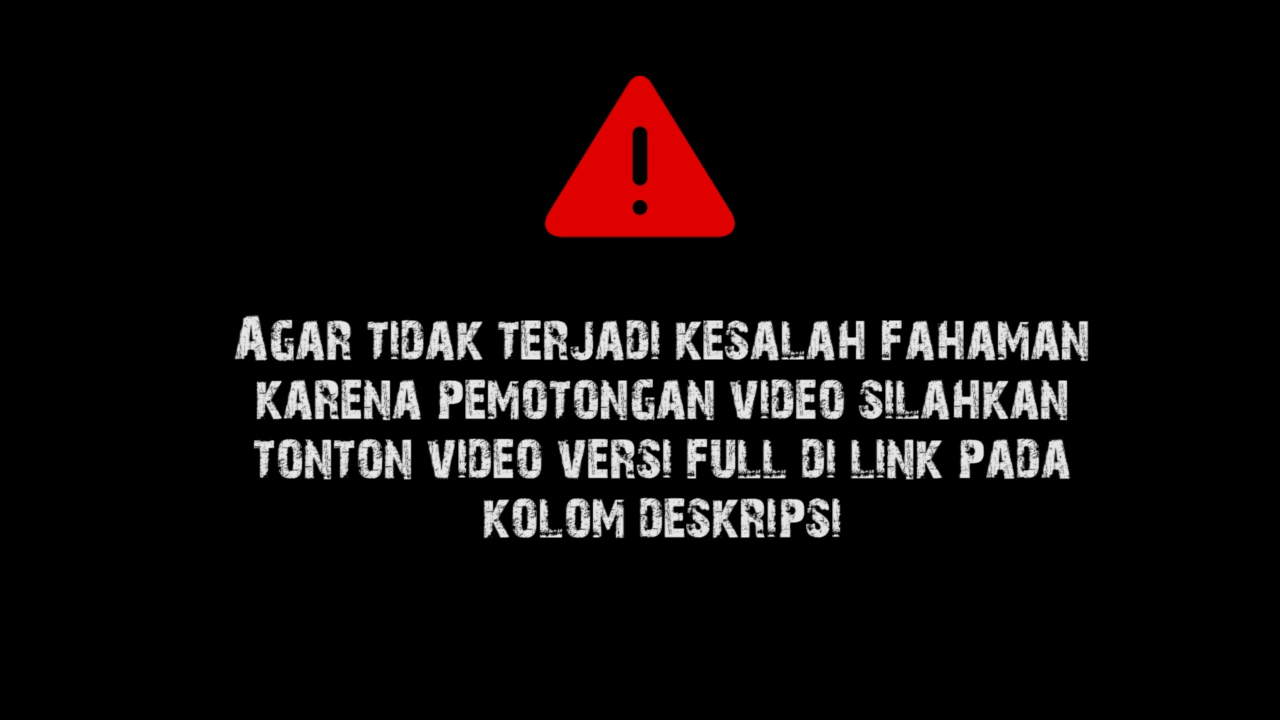 AGAR TIDAK TERJADI KESALAH FAHAMAN
KARENA PEMOTONGAN VIDEO SILAHKAN
TONTON VIDEO VERSI FULL DI LINK PADA
KOLOM DESKRIPSI